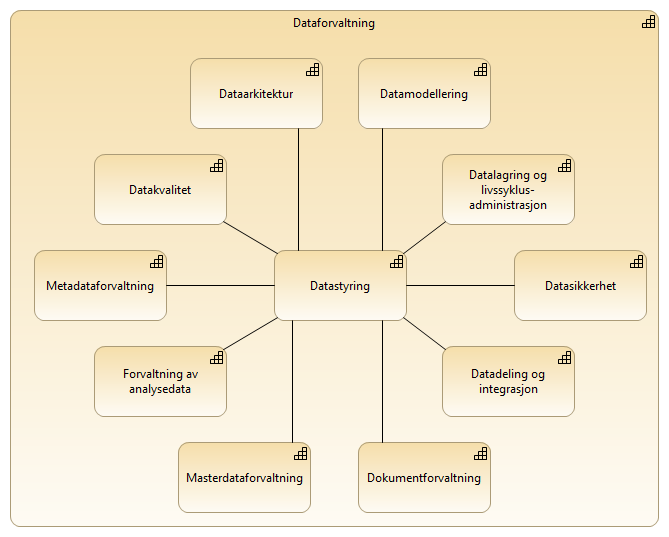 Dataforvaltning
Dataarkitektur
Datamodellering
Datakvalitet
Datalagring og
livssyklus-
administrasjon
Metadataforvaltning
Datastyring
Datasikkerhet
Forvaltning av
analysedata
Datadeling og
integrasjon
Masterdataforvaltning
Dokumentforvaltning